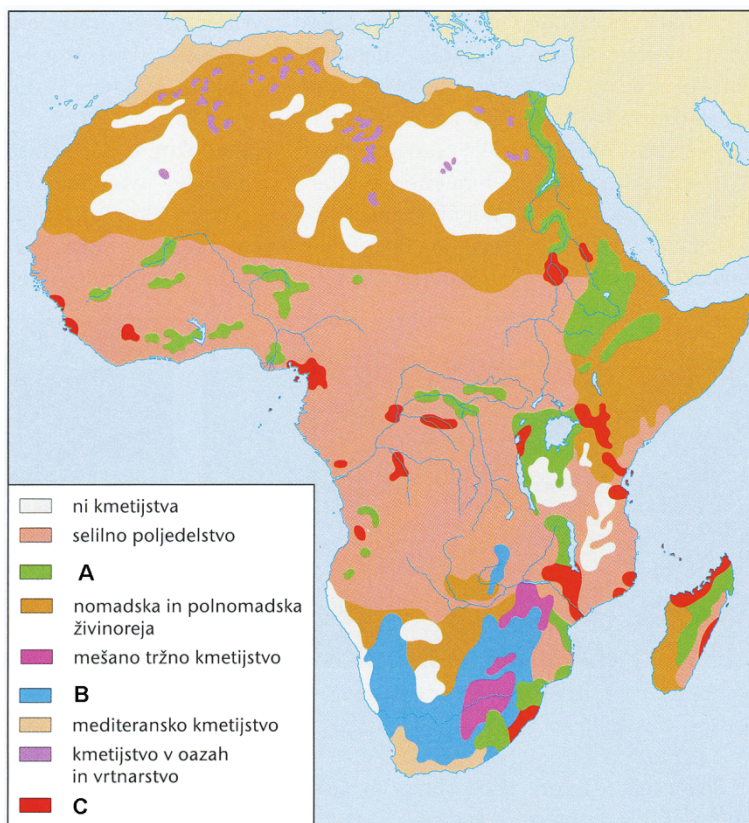 ni kmetijstva
selilno poljedelstvo
A
nomadska in polnomadska
živinoreja
mešano tržno kmetijstvo
B
mediteransko kmetijstvo
kmetijstvo v oazah
in vrtnarstvo
C